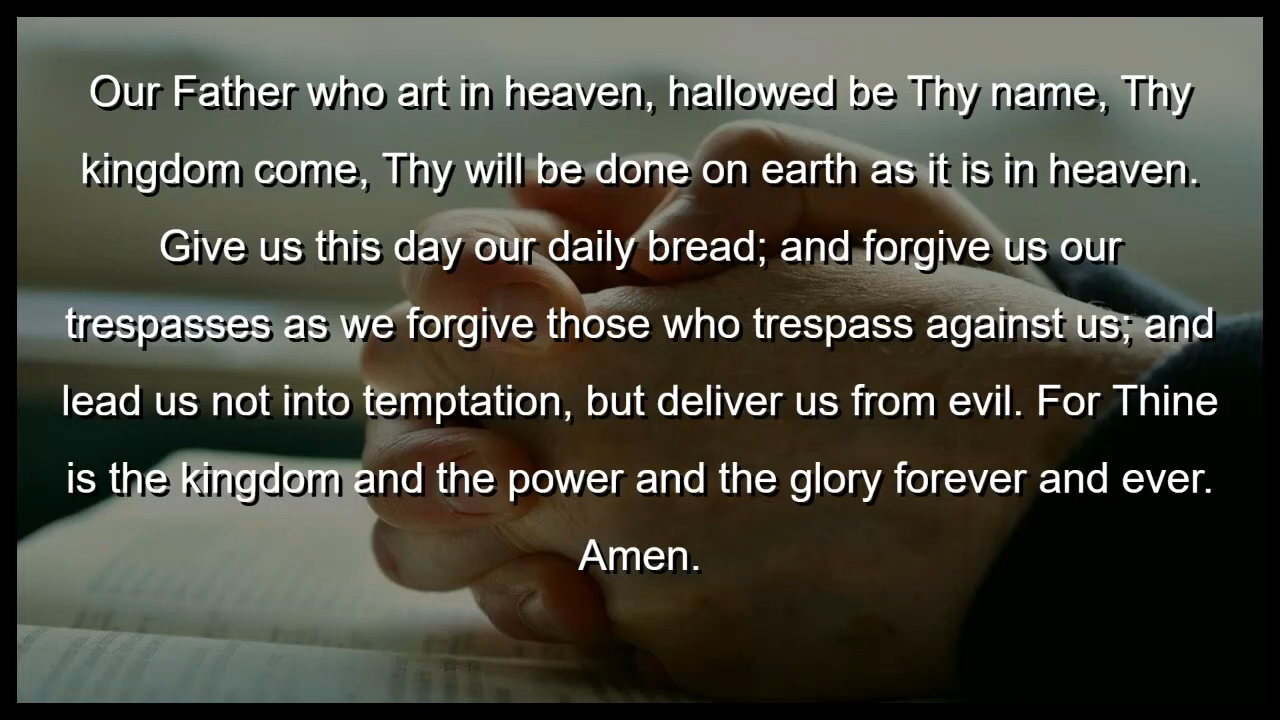 Our Father who art in heaven, hallowed be Thy name, Thy
kingdom come, Thy will be done on earth as it is in heaven.
Give us this day our daily bread; and forgive us our
trespasses as we forgive those who trespass against us; and
lead us not into temptation, but deliver us from evil. For Thine
is the kingdom and the power and the glory forever and ever.
Amen.